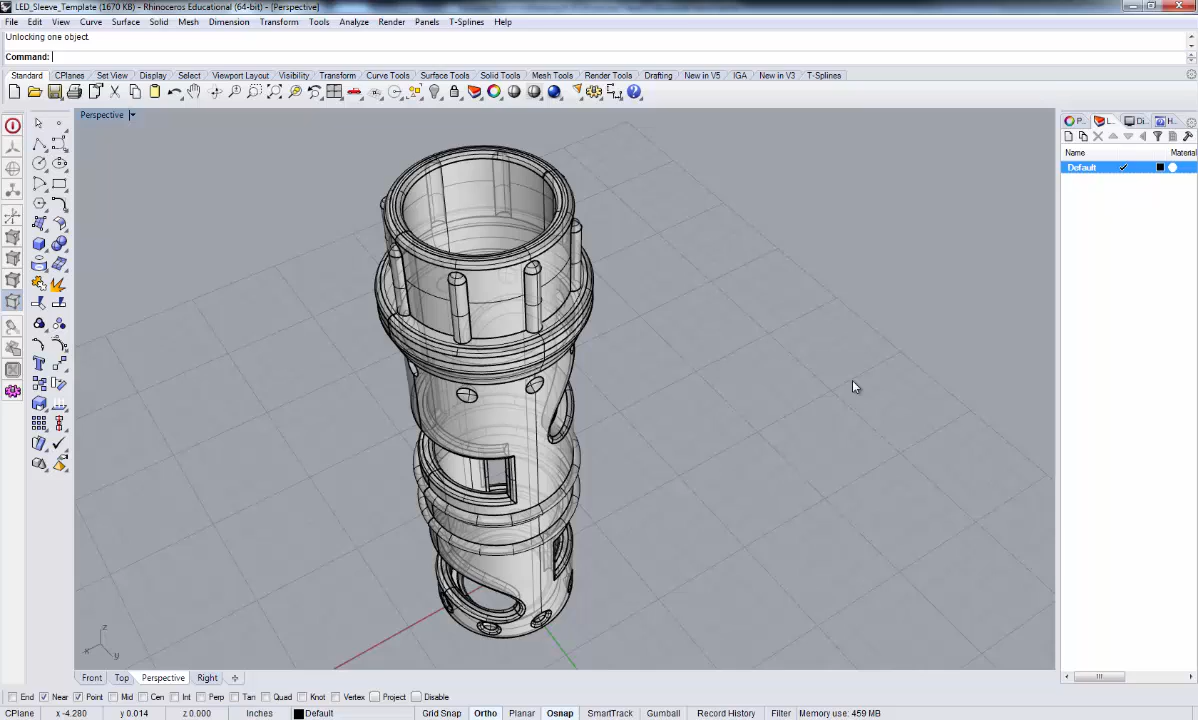 LED_Sleeve_Template (1670 KB) - Rhinoceros Educational (64-bit) - [Perspective]
File Edit View Curve Surface Solid Mesh Dimension Transform Tools Analyze Render Panels T-Splines Help
Unlocking one object.
Command:
Standard CPlanes Set View Display Select Viewport Layout Visibility Transform Curve Tools Surface Tools Solid Tools Mesh Tools Render Tools Drafting New in V5 IGA New in V3 T-Splines
Perspective
P... L... Di... H...
Name Material
Default
z
x y
Front Top Perspective Right
End Near Point Mid Cen Int Perp Tan Quad Knot Vertex Project Disable
CPlane x -4.280 y 0.014 z 0.000 Inches Default Grid Snap Ortho Planar Osnap SmartTrack Gumball Record History Filter Memory use: 459 MB